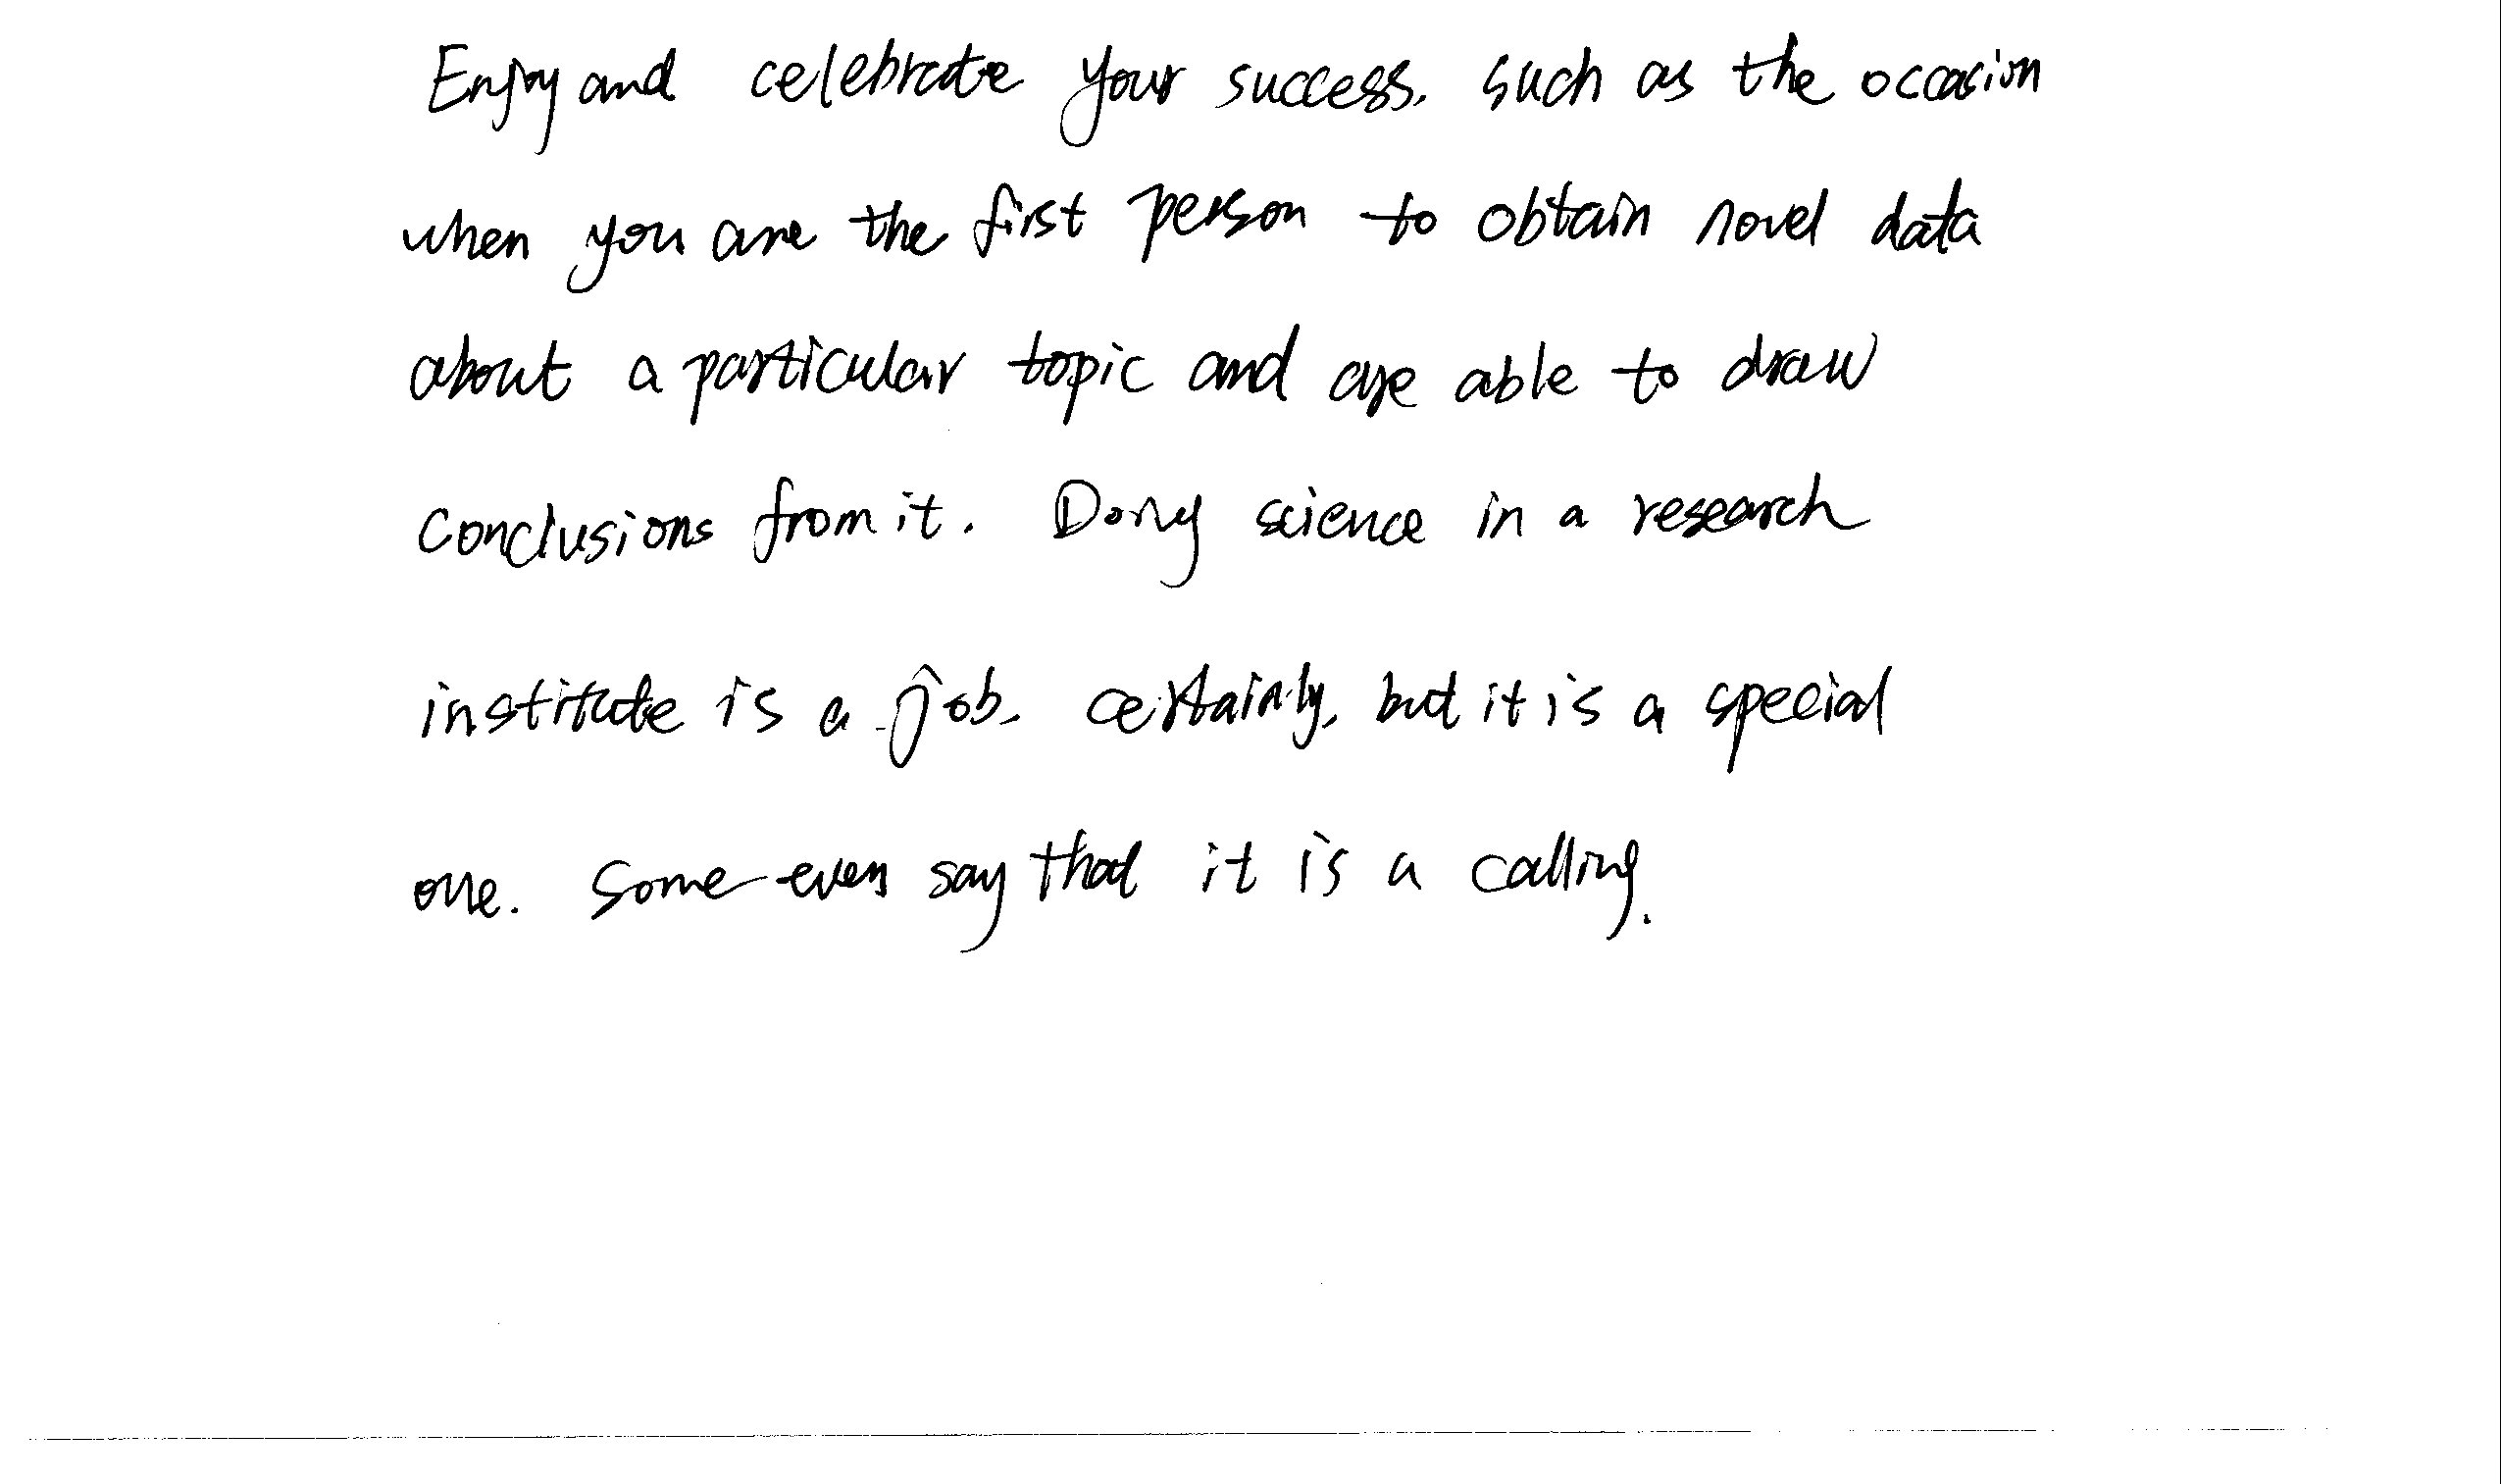 Enjoy and celebrate your success, such as the occasion
when you are the first person to obtain novel data
about a particular topic and are able to draw
conclusions from it. Doing science in a research
institute is a job, certainly, but it is a special
one. Some even say that it is a calling.